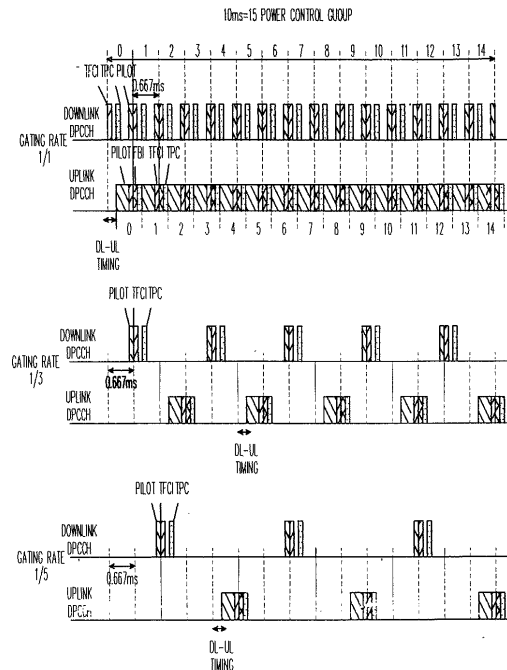 10ms=15 POWER CONTROL GUOUP
0 1 2 3 4 5 6 7 8 9 10 11 12 13 14
TFCI TPC PILOT
0.667ms
DOWNLINK
DPCCH
GATING RATE
1/1
PILOT FBI TFCI TPC
UPLINK
DPCCH
0 1 2 3 4 5 6 7 8 9 10 11 12 13 14
DL-UL
TIMING
PILOT TFCI TPC
DOWNLINK
DPCCH
GATING RATE
1/3
0.667ms
UPLINK
DPCCH
DL-UL
TIMING
PILOT TFCI TPC
DOWNLINK
DPCCH
GATING RATE
1/5
0.667ms
UPLINK
DPCCH
DL-UL
TIMING